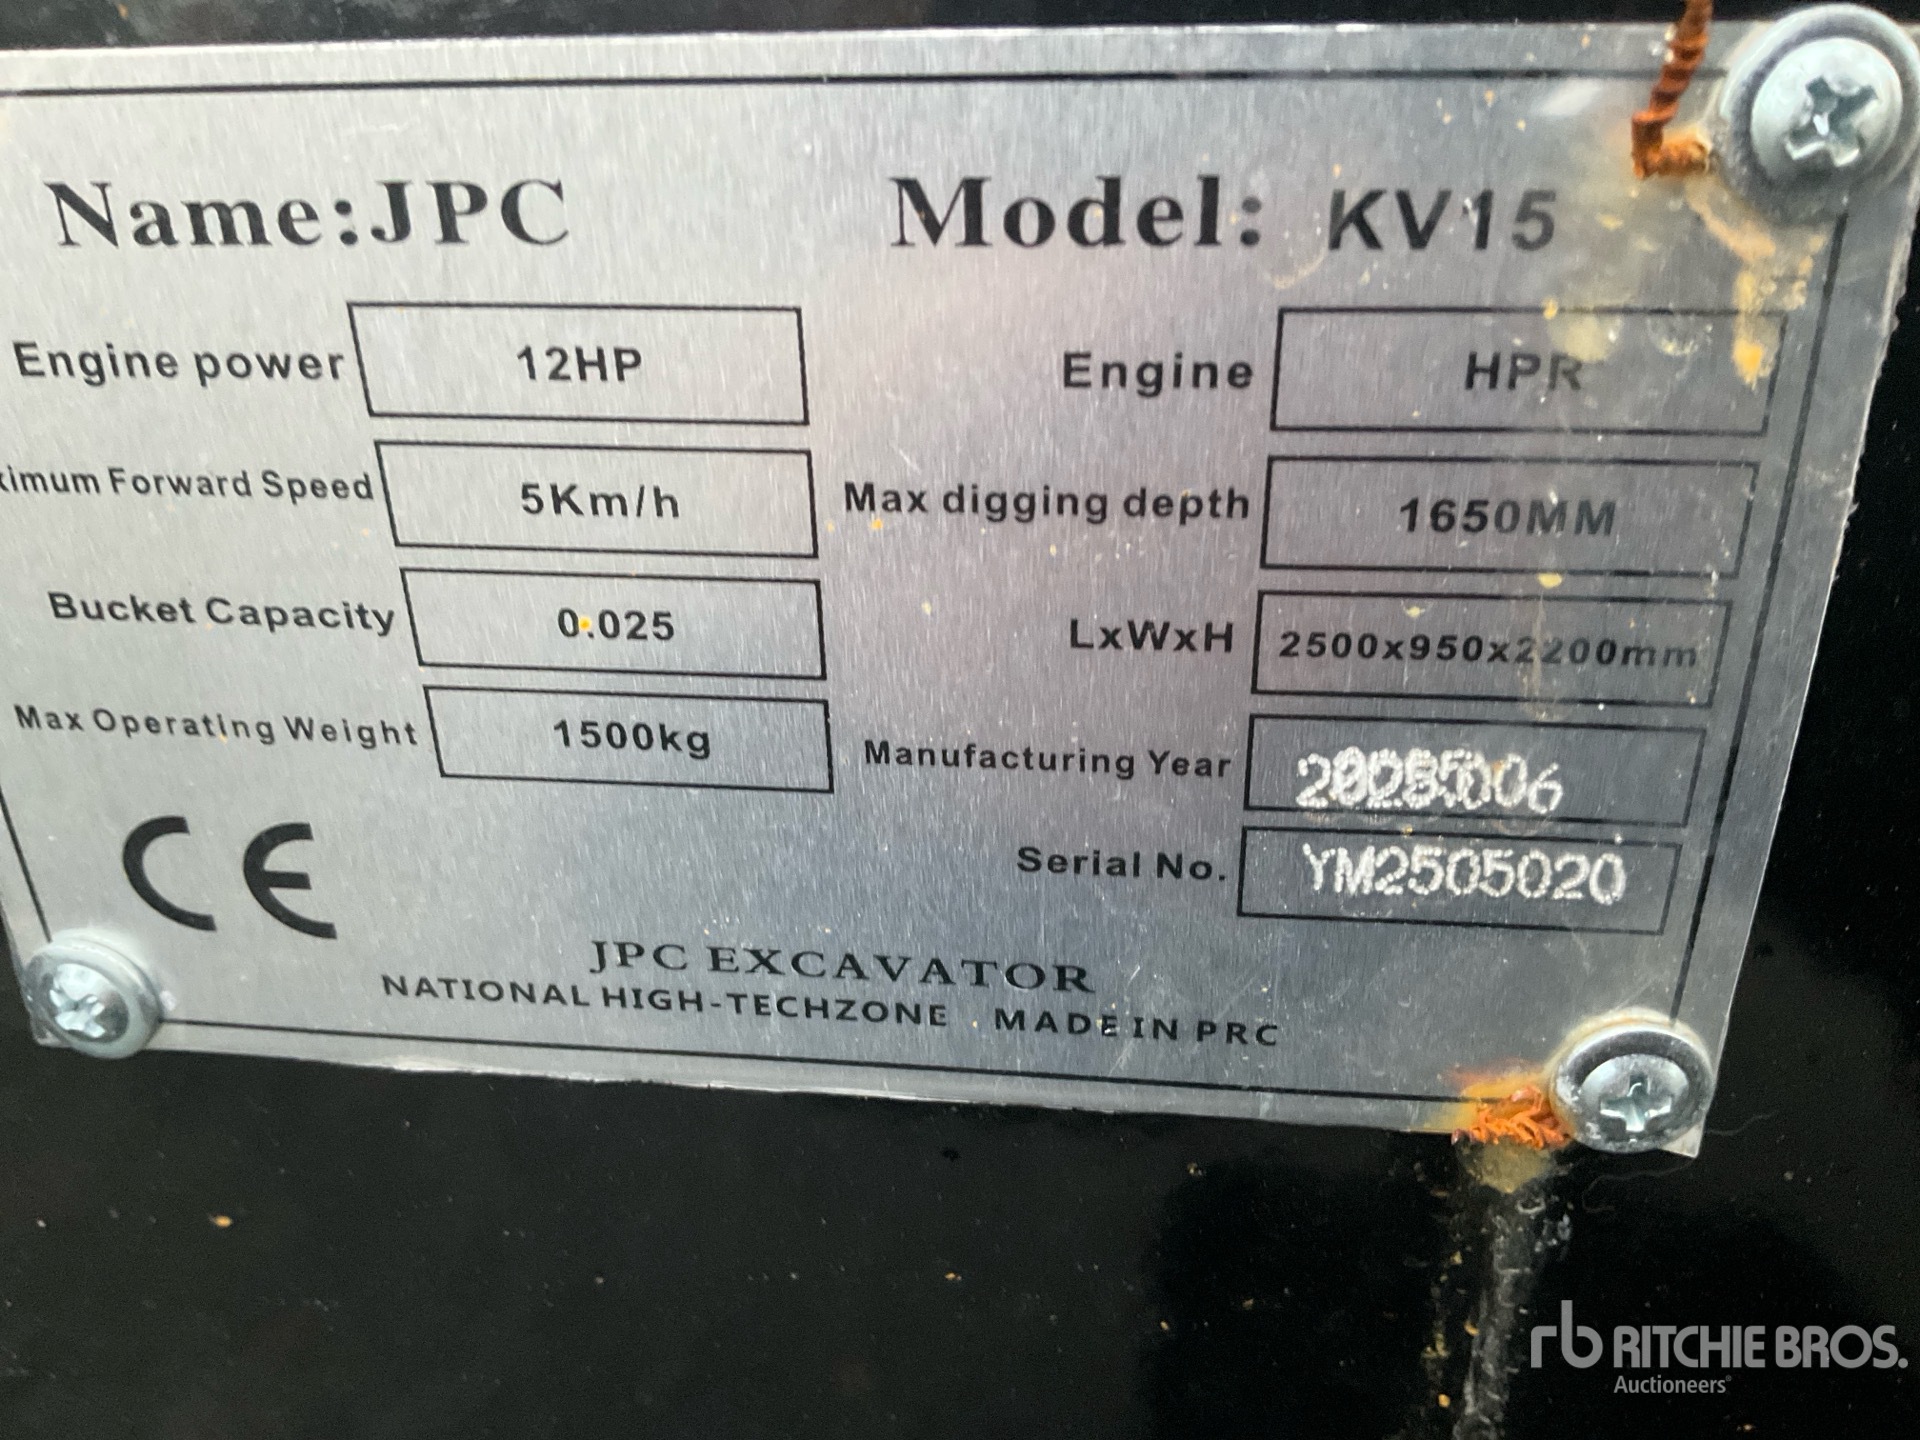 Name:JPC Model: KV15
Engine power 12HP Engine HPR
ximum Forward Speed 5Km/h Max digging depth 1650MM
Bucket Capacity 0.025 LxWxH 2500x950x2200mm
Max Operating Weight 1500kg Manufacturing Year
CE Serial No. YM2505020
JPC EXCAVATOR
NATIONAL HIGH-TECHZONE . MADE IN PRC
rb RITCHIE BROS.
Auctioneers